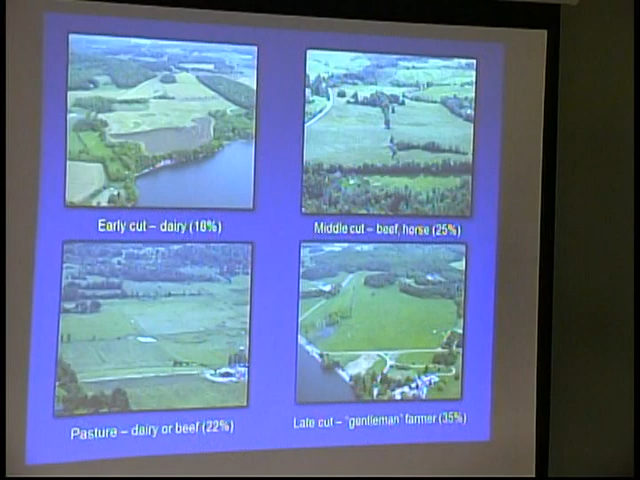 Early cut – dairy (18%)
Middle cut – beef, horse (25%)
Pasture – dairy or beef (22%)
Late cut – "gentleman" farmer (35%)